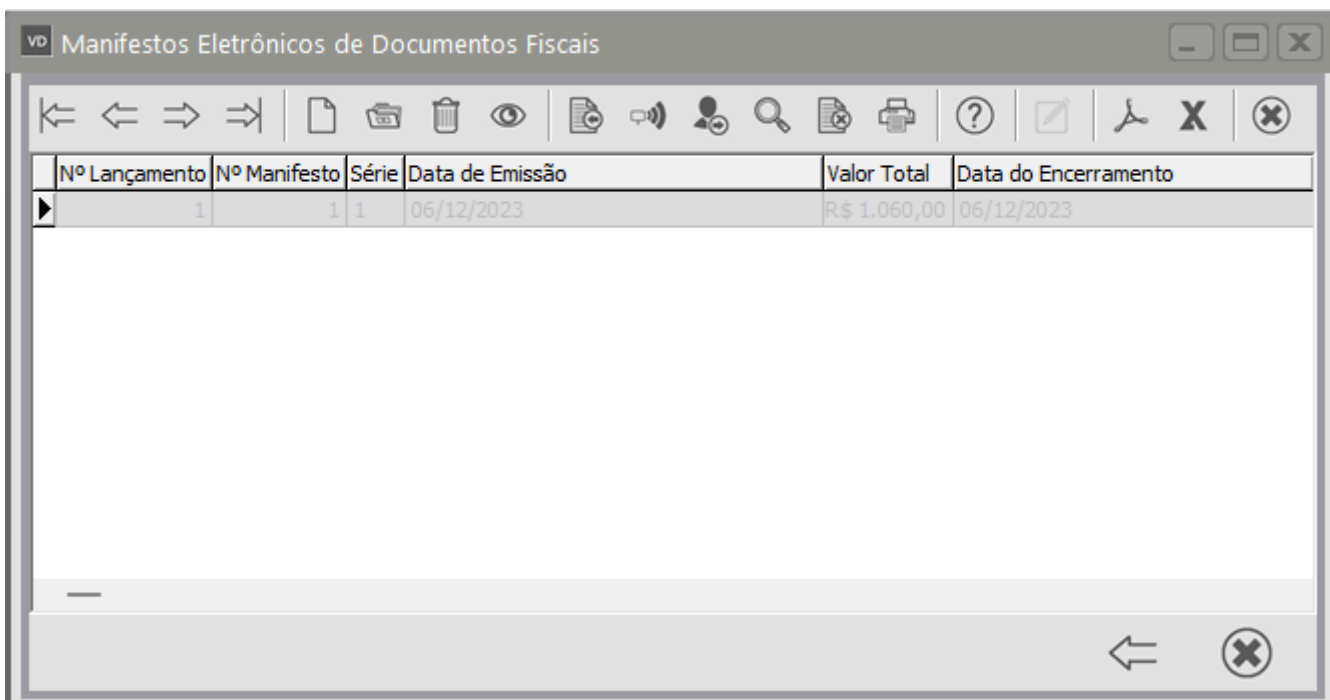 VD Manifestos Eletrônicos de Documentos Fiscais
Nº Lançamento Nº Manifesto Série Data de Emissão Valor Total Data do Encerramento
1 1 1 06/12/2023 R$ 1.060,00 06/12/2023